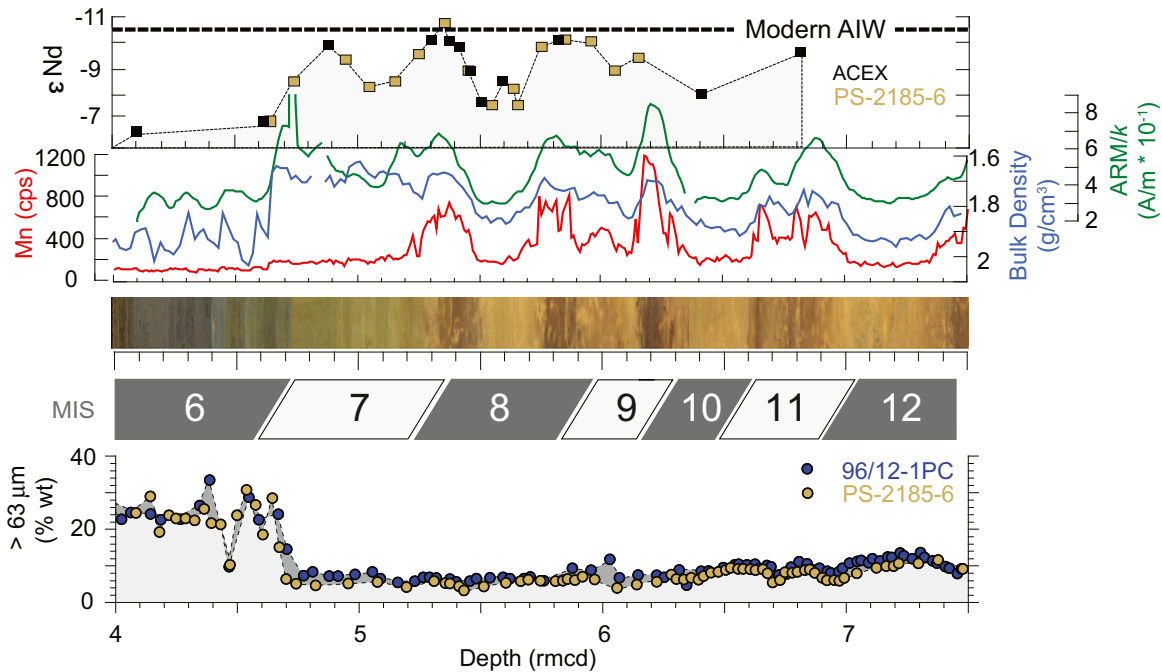 -11
-9
-7
ε Nd
Modern AIW
ACEX
PS-2185-6
1200
800
400
0
Mn (cps)
1.6
1.8
2
Bulk Density
(g/cm³)
8
6
4
2
ARM/k
(A/m * 10⁻¹)
MIS
6
7
8
9
10
11
12
40
20
0
> 63 µm
(% wt)
96/12-1PC
PS-2185-6
4
5
6
7
Depth (rmcd)